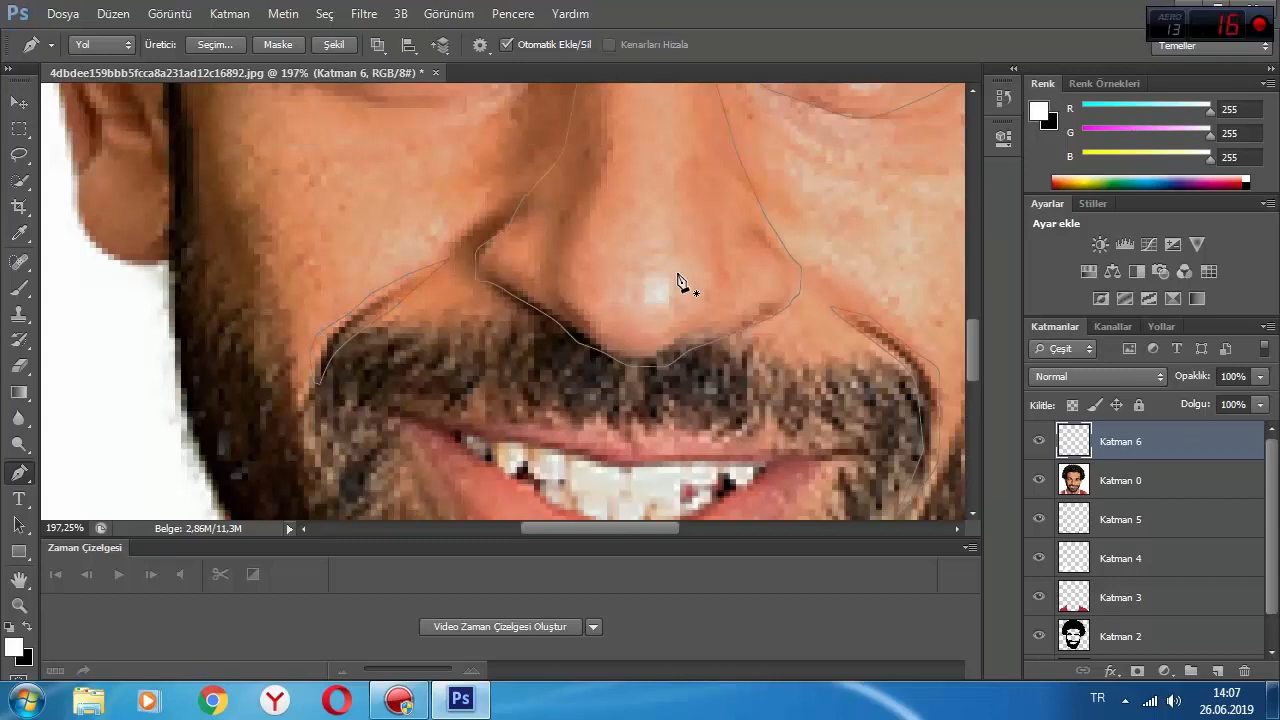 Ps Dosya Düzen Görüntü Katman Metin Seç Filtre 3B Görünüm Pencere Yardım
AERO
13 16
Yol Üretici: Seçim... Maske Şekil Otomatik Ekle/Sil Kenarları Hizala
Temeller
4dbdee159bbb5fcca8a231ad12c16892.jpg @ 197% (Katman 6, RGB/8#) * ×
Renk Renk Örnekleri
R 255
G 255
B 255
Ayarlar Stiller
Ayar ekle
Katmanlar Kanallar Yollar
Çeşit
Normal Opaklık: 100%
Kilitle: Dolgu: 100%
Katman 6
Katman 0
Katman 5
Katman 4
Katman 3
Katman 2
197,25% Belge: 2,86M/11,3M
Zaman Çizelgesi
Video Zaman Çizelgesi Oluştur
Ps
TR
14:07
26.06.2019